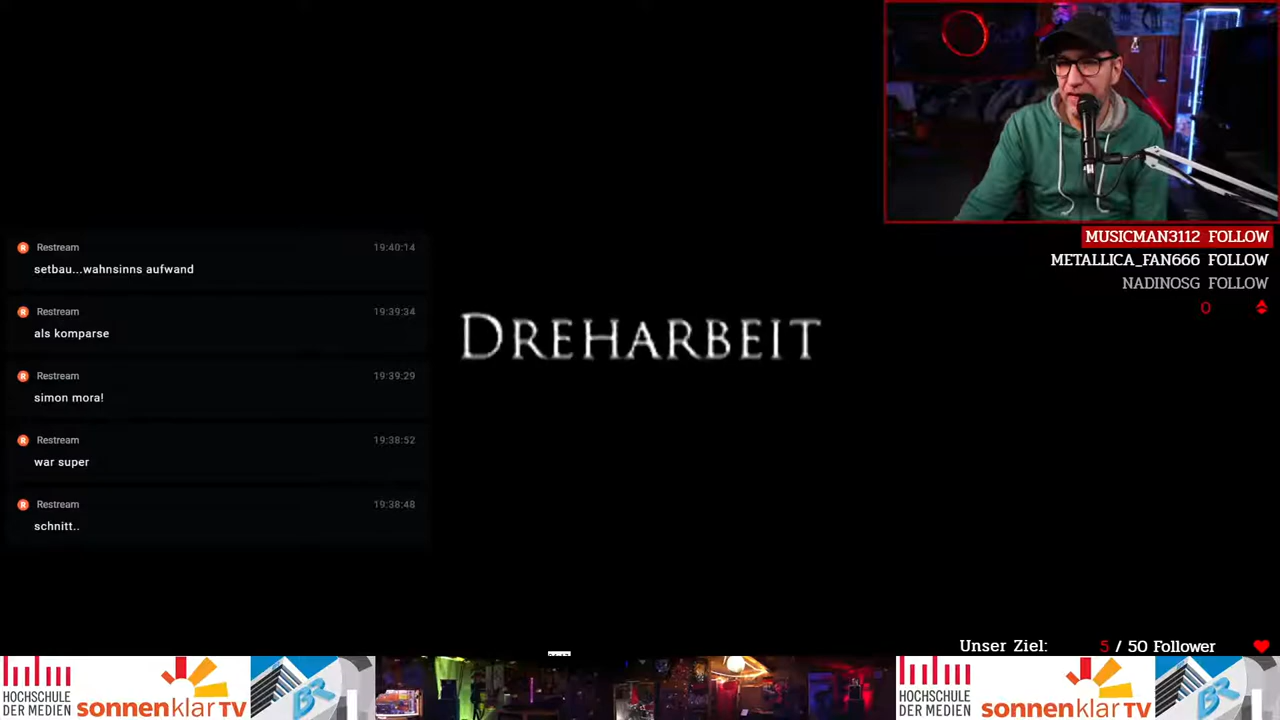 MUSICMAN3112 FOLLOW
METALLICA_FAN666 FOLLOW
NADINOSG FOLLOW
0
Restream 19:40:14
setbau...wahnsinns aufwand
Restream 19:39:34
als komparse
Restream 19:39:29
simon mora!
Restream 19:38:52
war super
Restream 19:38:48
schnitt..
DREHARBEIT
Unser Ziel: 5 / 50 Follower
HOCHSCHULE
DER MEDIEN
sonnenklar TV
BR
HOCHSCHULE
DER MEDIEN
sonnenklar TV
BR